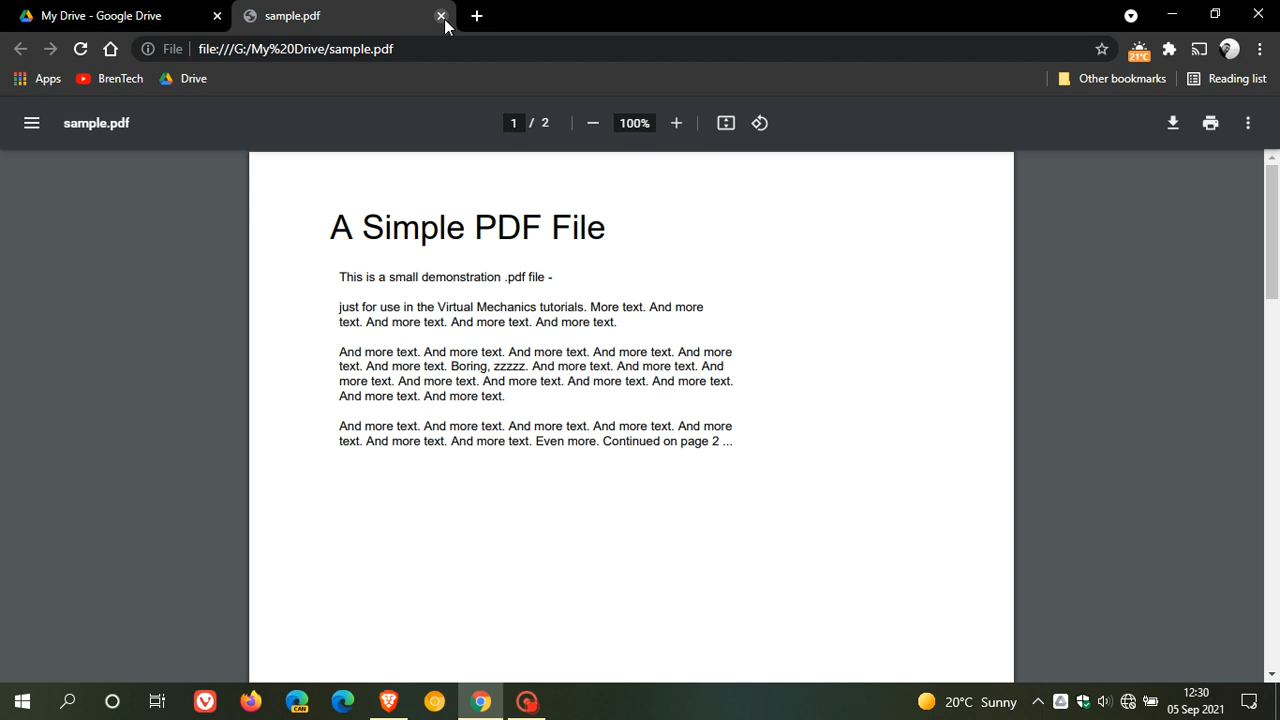 My Drive - Google Drive
sample.pdf
21°C
File
file:///G:/My%20Drive/sample.pdf
Apps
BrenTech
Drive
Other bookmarks
Reading list
sample.pdf
1 / 2
100%
A Simple PDF File
This is a small demonstration .pdf file -
just for use in the Virtual Mechanics tutorials. More text. And more
text. And more text. And more text. And more text.
And more text. And more text. And more text. And more text. And more
text. And more text. Boring, zzzzz. And more text. And more text. And
more text. And more text. And more text. And more text. And more text.
And more text. And more text.
And more text. And more text. And more text. And more text. And more
text. And more text. And more text. Even more. Continued on page 2 ...
CAN
20°C Sunny
12:30
05 Sep 2021